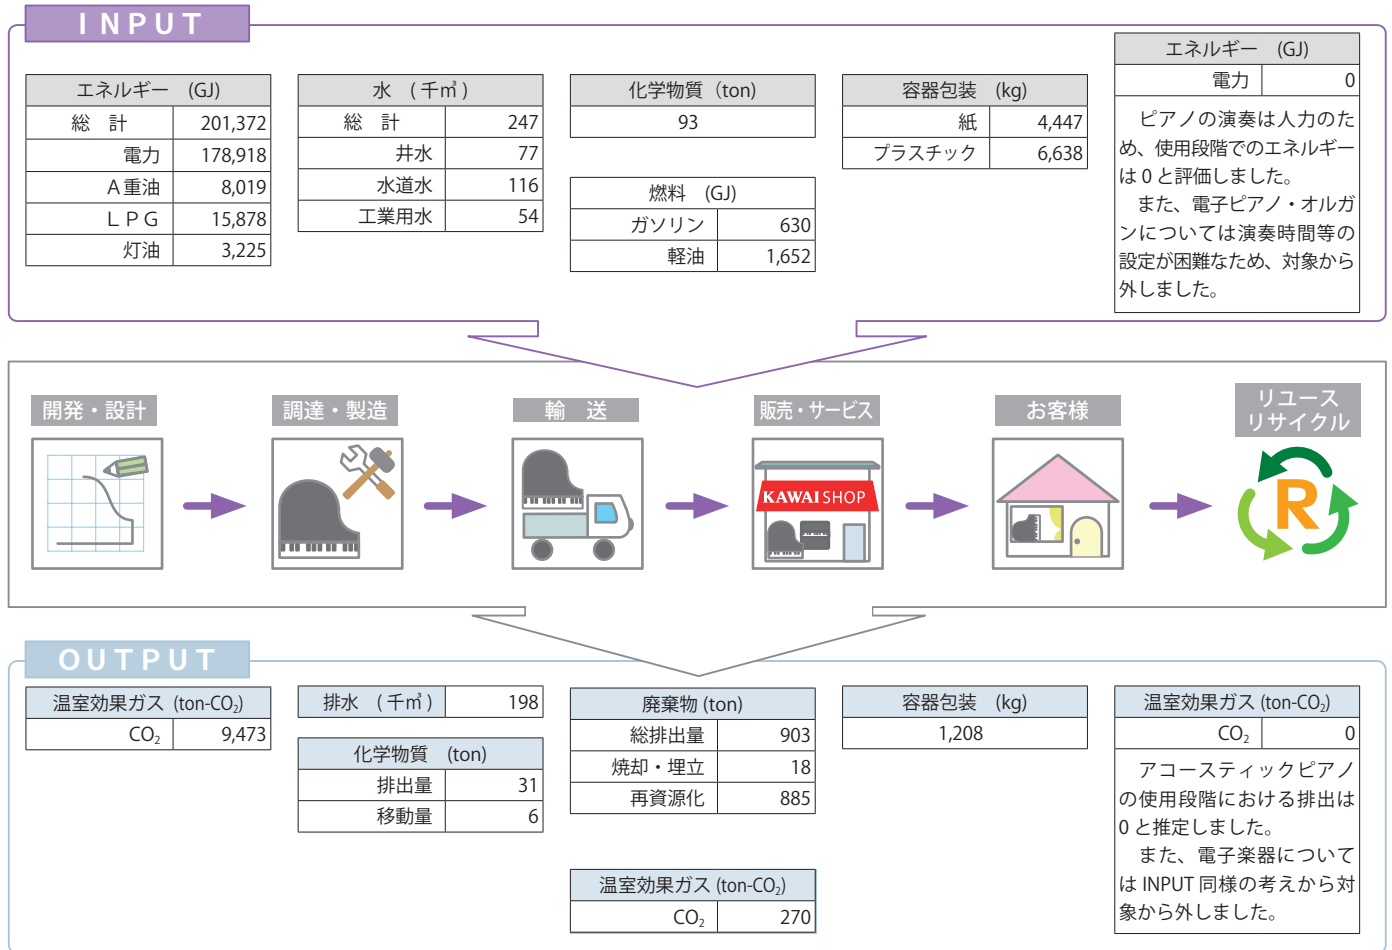 INPUT
エネルギー (GJ)
総 計 201,372
電力 178,918
A重油 8,019
LPG 15,878
灯油 3,225
水 (千㎥)
総 計 247
井水 77
水道水 116
工業用水 54
化学物質 (ton)
93
燃料 (GJ)
ガソリン 630
軽油 1,652
容器包装 (kg)
紙 4,447
プラスチック 6,638
エネルギー (GJ)
電力 0
ピアノの演奏は人力のた
め、使用段階でのエネルギー
は 0 と評価しました。
また、電子ピアノ・オルガ
ンについては演奏時間等の
設定が困難なため、対象から
外しました。
開発・設計
調達・製造
輸 送
販売・サービス
お客様
リユース
リサイクル
KAWAI SHOP
R
OUTPUT
温室効果ガス (ton-CO₂)
CO₂ 9,473
排水 (千㎥) 198
化学物質 (ton)
排出量 31
移動量 6
廃棄物 (ton)
総排出量 903
焼却・埋立 18
再資源化 885
温室効果ガス (ton-CO₂)
CO₂ 270
容器包装 (kg)
1,208
温室効果ガス (ton-CO₂)
CO₂ 0
アコースティックピアノ
の使用段階における排出は
0 と推定しました。
また、電子楽器について
は INPUT 同様の考えから対
象から外しました。